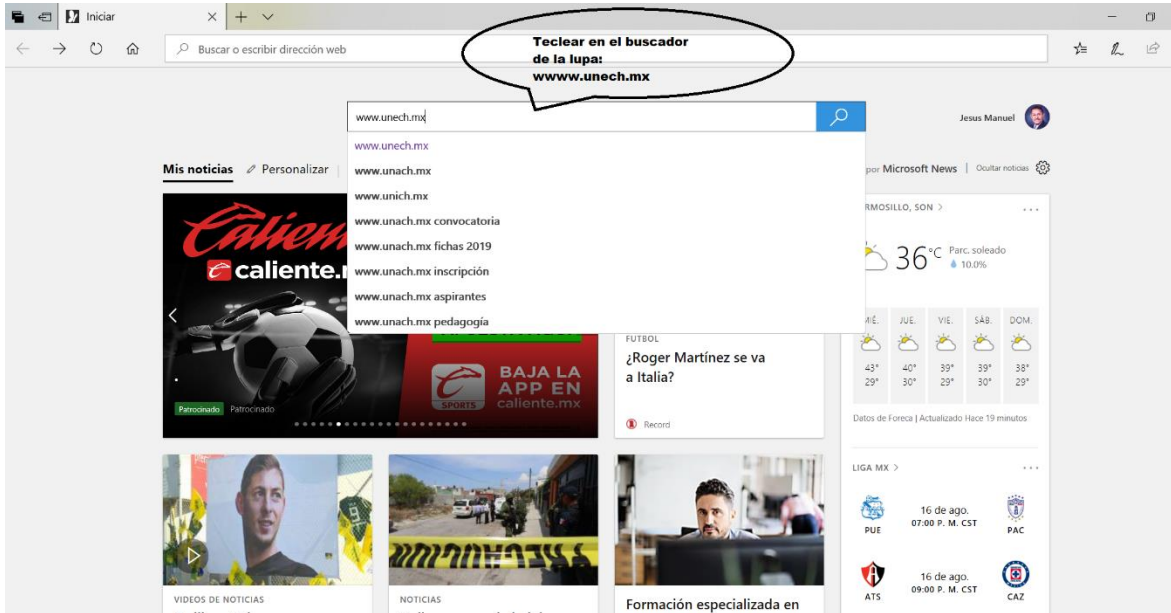 Iniciar
Buscar o escribir dirección web
Teclear en el buscador
de la lupa:
wwww.unech.mx
www.unech.mx
Jesus Manuel
www.unech.mx
www.unach.mx
www.unich.mx
www.unach.mx convocatoria
www.unach.mx fichas 2019
www.unach.mx inscripción
www.unach.mx aspirantes
www.unach.mx pedagogía
Mis noticias
Personalizar
por Microsoft News
Ocultar noticias
Caliente
caliente.
BAJA LA
APP EN
caliente.mx
SPORTS
Patrocinado Patrocinado
FUTBOL
¿Roger Martínez se va
a Italia?
Record
RMOSILLO, SON >
36 °C Parc. soleado
10.0%
MIÉ. JUE. VIE. SÁB. DOM.
43° 40° 39° 39° 38°
29° 30° 29° 30° 29°
Datos de Foreca | Actualizado Hace 19 minutos
LIGA MX >
16 de ago.
07:00 P. M. CST
PUE PAC
16 de ago.
09:00 P. M. CST
ATS CAZ
VIDEOS DE NOTICIAS
NOTICIAS
Formación especializada en